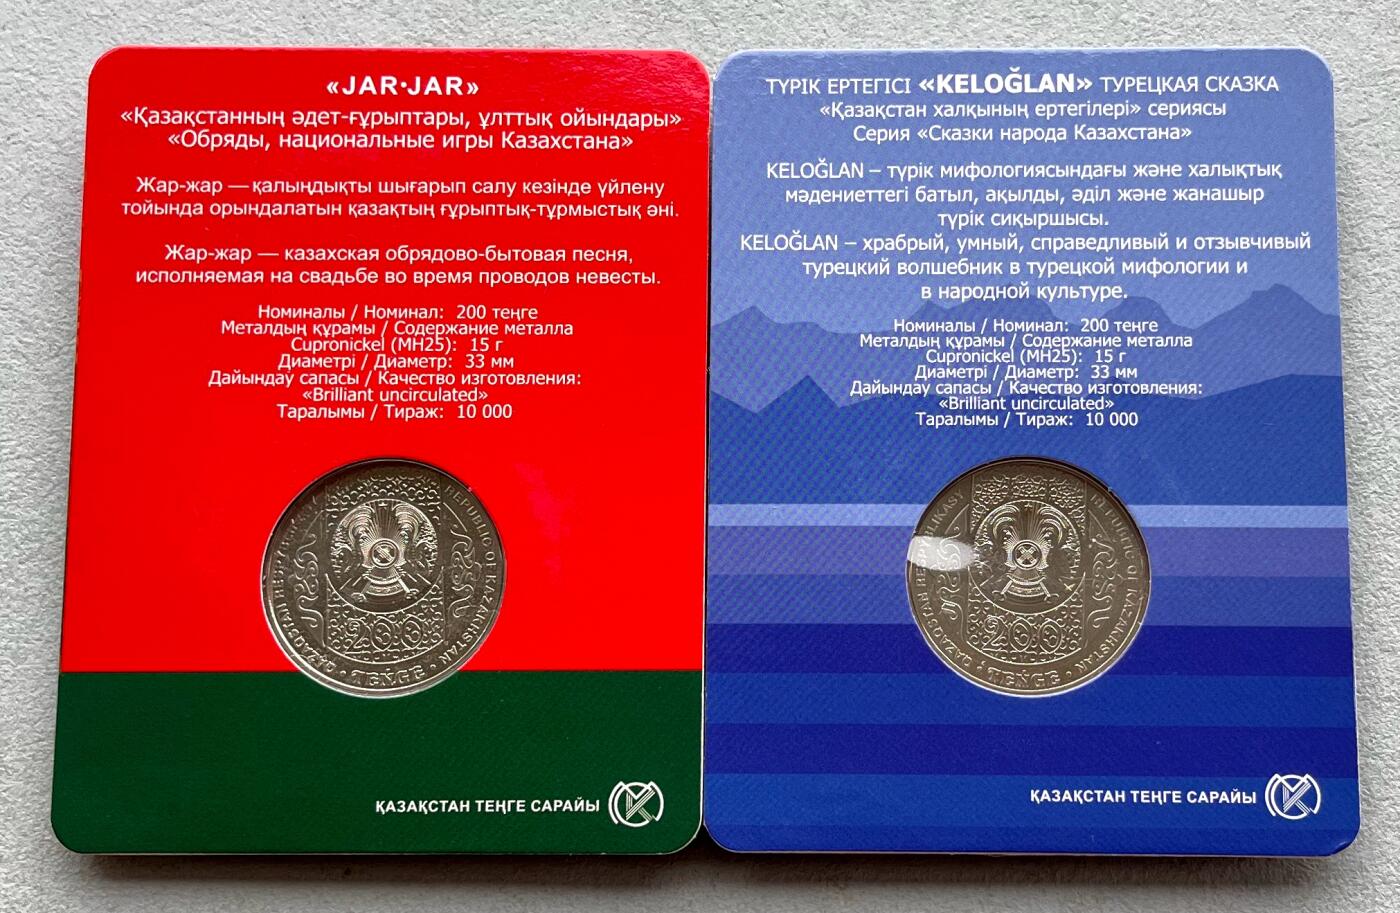 «JAR·JAR»
«Қазақстанның әдет-ғұрыптары, ұлттық ойындары»
«Обряды, национальные игры Казахстана»
Жар-жар — қалыңдықты шығарып салу кезінде үйлену
тойында орындалатын қазақтың ғұрыптық-тұрмыстық әні.
Жар-жар — казахская обрядово-бытовая песня,
исполняемая на свадьбе во время проводов невесты.
Номиналы / Номинал: 200 теңге
Металдың құрамы / Содержание металла
Cupronickel (МН25): 15 г
Диаметрі / Диаметр: 33 мм
Дайындау сапасы / Качество изготовления:
«Brilliant uncirculated»
Таралымы / Тираж: 10 000
QAZAQSTAN RESPÝBLIKASY
REPUBLIC OF KAZAKHSTAN
200
TEŃGE
ҚАЗАҚСТАН ТЕҢГЕ САРАЙЫ
ТҮРІК ЕРТЕГІСІ «KELOĞLAN» ТУРЕЦКАЯ СКАЗКА
«Қазақстан халқының ертегілері» сериясы
Серия «Сказки народа Казахстана»
KELOĞLAN – түрік мифологиясындағы және халықтық
мәдениеттегі батыл, ақылды, әділ және жанашыр
түрік сиқыршысы.
KELOĞLAN – храбрый, умный, справедливый и отзывчивый
турецкий волшебник в турецкой мифологии и
в народной культуре.
Номиналы / Номинал: 200 теңге
Металдың құрамы / Содержание металла
Cupronickel (МН25): 15 г
Диаметрі / Диаметр: 33 мм
Дайындау сапасы / Качество изготовления:
«Brilliant uncirculated»
Таралымы / Тираж: 10 000
QAZAQSTAN
REPUBLIC OF KAZAKHSTAN
200
TEŃGE
ҚАЗАҚСТАН ТЕҢГЕ САРАЙЫ